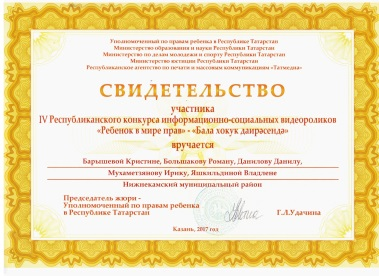 Уполномоченный по правам ребенка в Республике Татарстан
Министерство образования и науки Республики Татарстан
Министерство по делам молодежи и спорту Республики Татарстан
Министерство юстиции Республики Татарстан
Республиканское агентство по печати и массовым коммуникациям «Татмедиа»
СВИДЕТЕЛЬСТВО
участника
IV Республиканского конкурса информационно-социальных видеороликов
«Ребенок в мире прав» - «Бала хокук даирәсендә»
вручается
Барышевой Кристине, Большакову Роману, Данилову Данилу,
Мухаметзянову Ирику, Яшкильдиной Владлене
Нижнекамский муниципальный район
Председатель жюри -
Уполномоченный по правам ребенка
в Республике Татарстан
Г.Л.Удачина
Казань, 2017 год